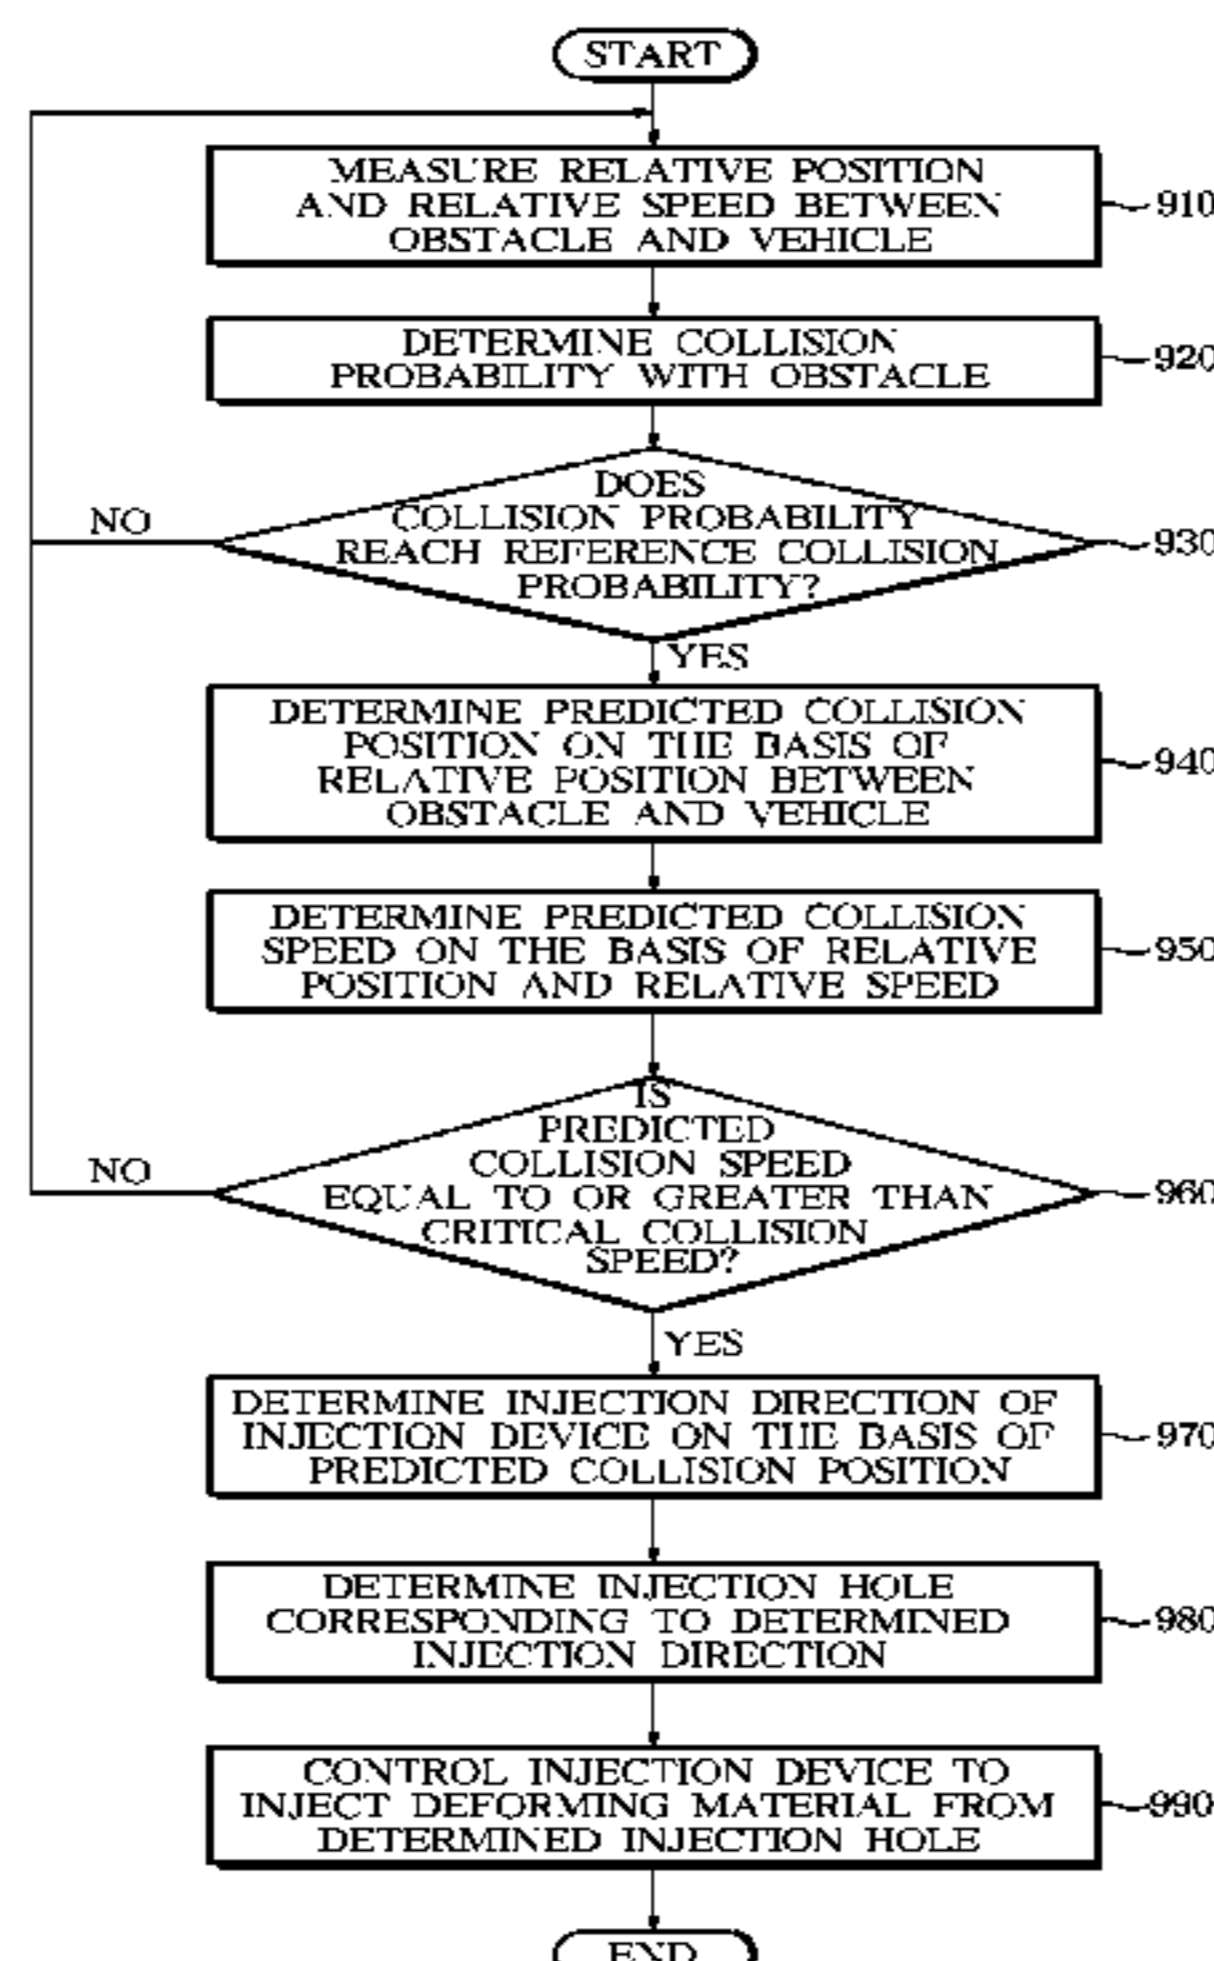 START
MEASURE RELATIVE POSITION
AND RELATIVE SPEED BETWEEN
OBSTACLE AND VEHICLE
910
DETERMINE COLLISION
PROBABILITY WITH OBSTACLE
920
DOES
COLLISION PROBABILITY
REACH REFERENCE COLLISION
PROBABILITY?
930
NO
YES
DETERMINE PREDICTED COLLISION
POSITION ON THE BASIS OF
RELATIVE POSITION BETWEEN
OBSTACLE AND VEHICLE
940
DETERMINE PREDICTED COLLISION
SPEED ON THE BASIS OF RELATIVE
POSITION AND RELATIVE SPEED
950
IS
PREDICTED
COLLISION SPEED
EQUAL TO OR GREATER THAN
CRITICAL COLLISION
SPEED?
960
NO
YES
DETERMINE INJECTION DIRECTION OF
INJECTION DEVICE ON THE BASIS OF
PREDICTED COLLISION POSITION
970
DETERMINE INJECTION HOLE
CORRESPONDING TO DETERMINED
INJECTION DIRECTION
980
CONTROL INJECTION DEVICE TO
INJECT DEFORMING MATERIAL FROM
DETERMINED INJECTION HOLE
990
END